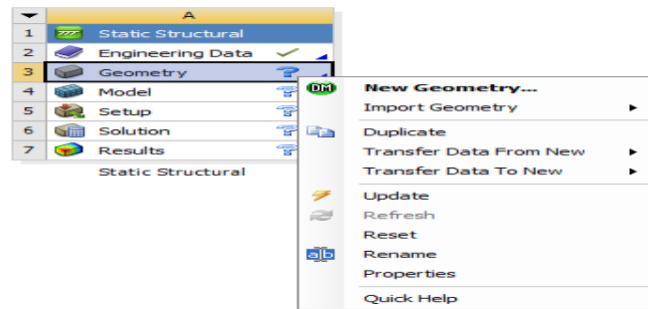 A
1 Static Structural
2 Engineering Data
3 Geometry
4 Model
5 Setup
6 Solution
7 Results
Static Structural
DM New Geometry...
Import Geometry
Duplicate
Transfer Data From New
Transfer Data To New
Update
Refresh
Reset
ab Rename
Properties
Quick Help